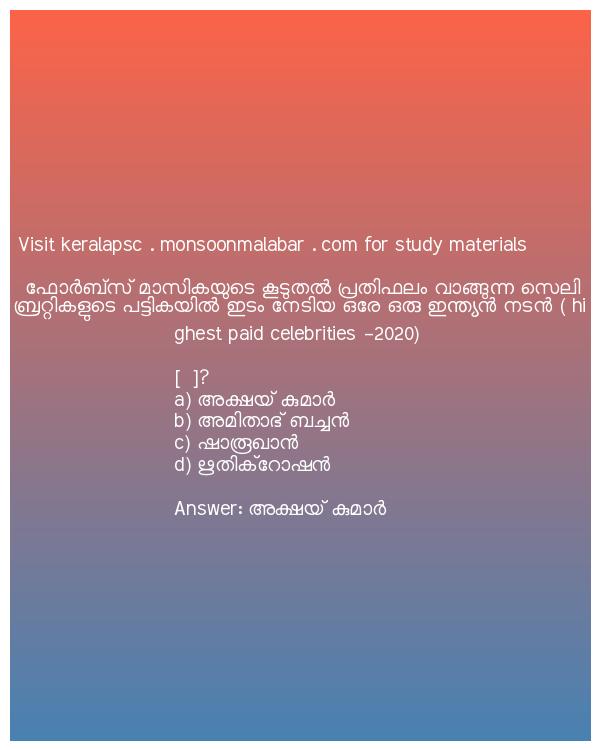 Visit keralapsc . monsoonmalabar . com for study materials
ഫോർബ്സ് മാസികയുടെ കൂടുതൽ പ്രതിഫലം വാങ്ങുന്ന സെലി
ബ്രറ്റികളുടെ പട്ടികയിൽ ഇടം നേടിയ ഒരേ ഒരു ഇന്ത്യൻ നടൻ ( hi
ghest paid celebrities -2020)
[ ]?
a) അക്ഷയ് കുമാർ
b) അമിതാഭ് ബച്ചൻ
c) ഷാരൂഖാൻ
d) ഋതിക്റോഷൻ
Answer: അക്ഷയ് കുമാർ